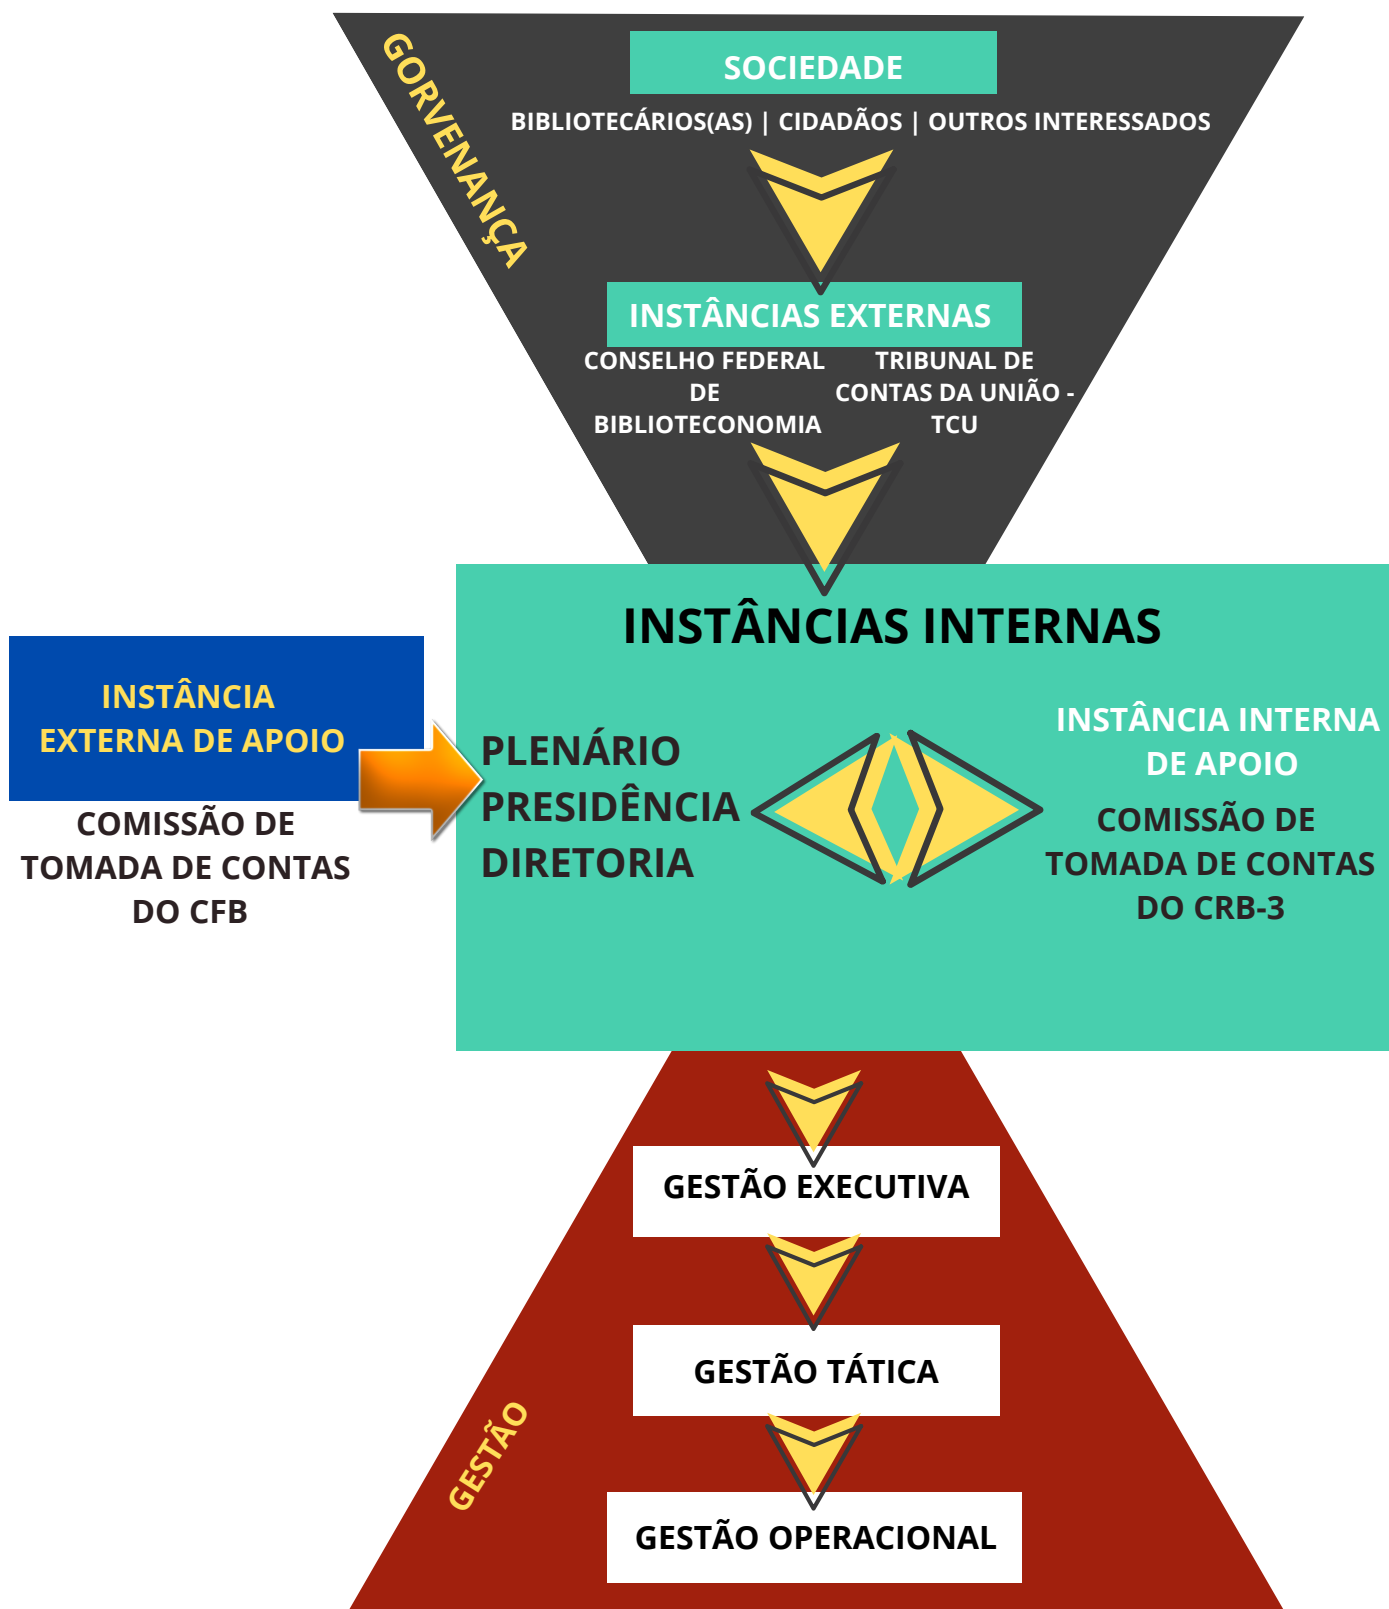 GORVENANÇA
SOCIEDADE
BIBLIOTECÁRIOS(AS) | CIDADÃOS | OUTROS INTERESSADOS
INSTÂNCIAS EXTERNAS
CONSELHO FEDERAL
DE
BIBLIOTECONOMIA
TRIBUNAL DE
CONTAS DA UNIÃO -
TCU
INSTÂNCIAS INTERNAS
INSTÂNCIA
EXTERNA DE APOIO
COMISSÃO DE
TOMADA DE CONTAS
DO CFB
PLENÁRIO
PRESIDÊNCIA
DIRETORIA
INSTÂNCIA INTERNA
DE APOIO
COMISSÃO DE
TOMADA DE CONTAS
DO CRB-3
GESTÃO EXECUTIVA
GESTÃO TÁTICA
GESTÃO
GESTÃO OPERACIONAL